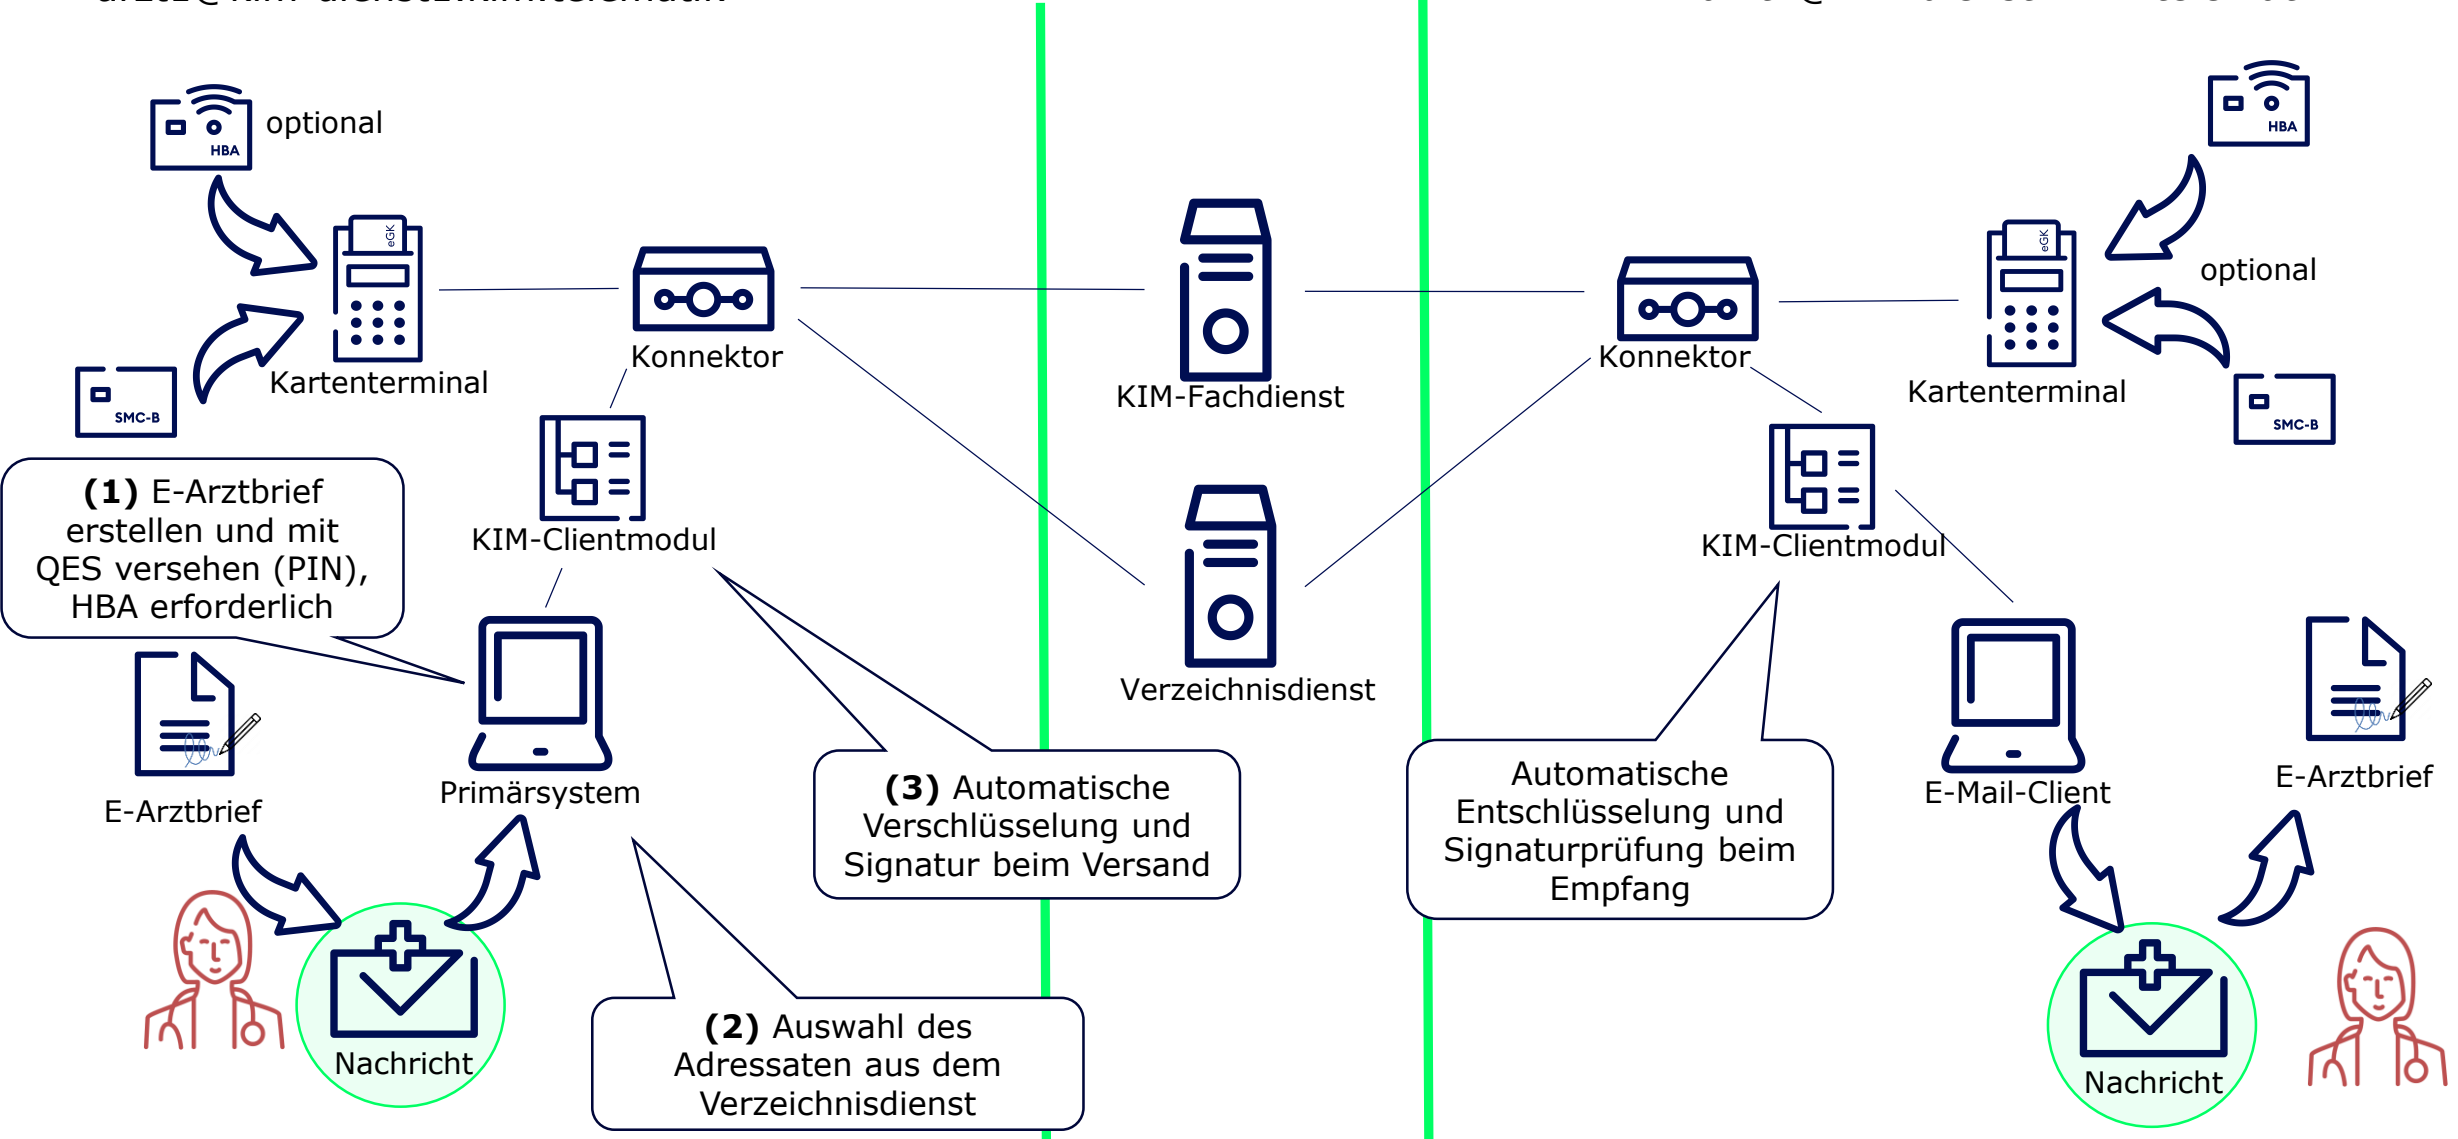 optional
HBA
eGK
Kartenterminal
SMC-B
Konnektor
KIM-Clientmodul
(1) E-Arztbrief
erstellen und mit
QES versehen (PIN),
HBA erforderlich
E-Arztbrief
Primärsystem
Nachricht
(2) Auswahl des
Adressaten aus dem
Verzeichnisdienst
(3) Automatische
Verschlüsselung und
Signatur beim Versand
KIM-Fachdienst
Verzeichnisdienst
HBA
optional
eGK
Kartenterminal
SMC-B
Konnektor
KIM-Clientmodul
Automatische
Entschlüsselung und
Signaturprüfung beim
Empfang
E-Mail-Client
E-Arztbrief
Nachricht